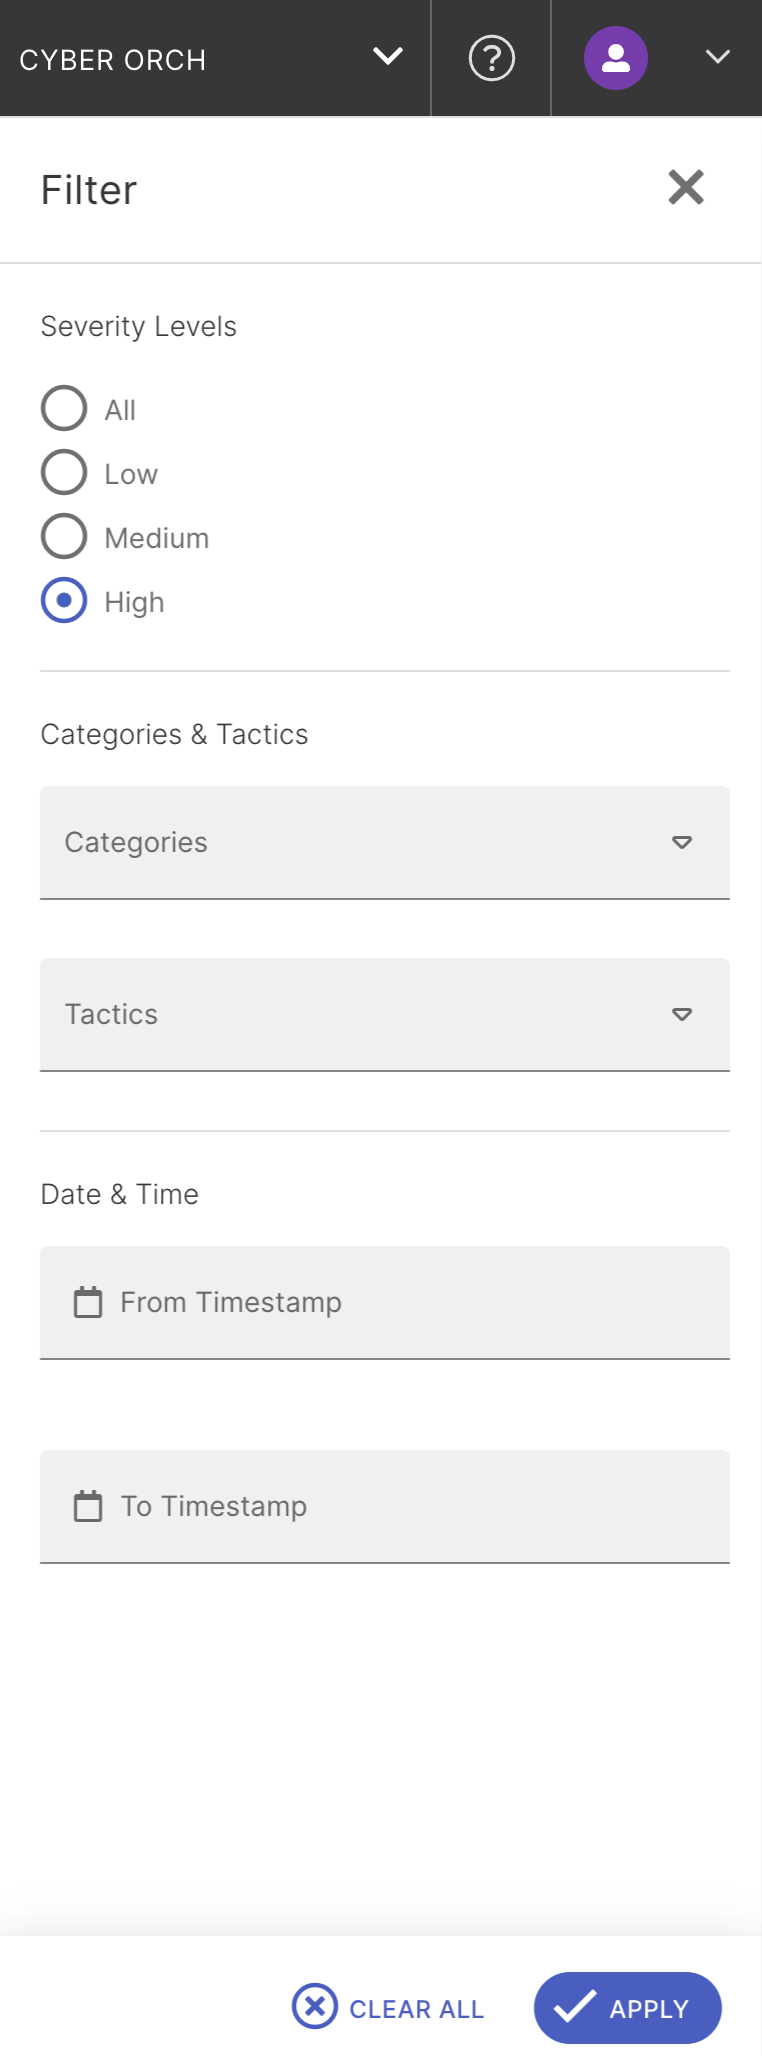 CYBER ORCH
Filter
Severity Levels
All
Low
Medium
High
Categories & Tactics
Categories
Tactics
Date & Time
From Timestamp
To Timestamp
CLEAR ALL
APPLY